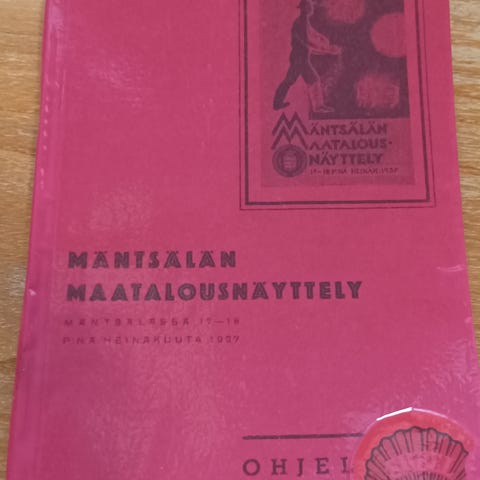 MÄNTSÄLÄN
MAATALOUS-
NÄYTTELY
17-18 P:NÄ HEINÄK. 1937
MÄNTSÄLÄN
MAATALOUSNÄYTTELY
MÄNTSÄLÄSSÄ 17—18
P:NÄ HEINÄKUUTA 1937
OHJEL